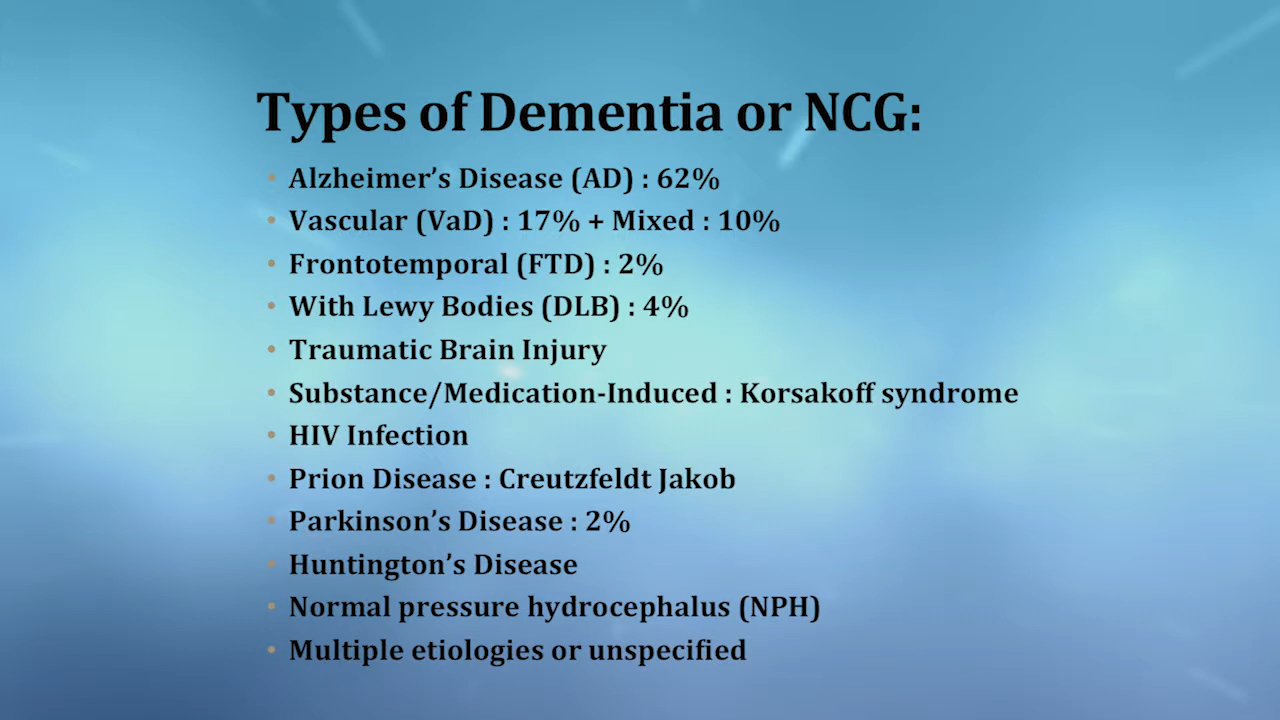 Types of Dementia or NCG:
• Alzheimer’s Disease (AD) : 62%
• Vascular (VaD) : 17% + Mixed : 10%
• Frontotemporal (FTD) : 2%
• With Lewy Bodies (DLB) : 4%
• Traumatic Brain Injury
• Substance/Medication-Induced : Korsakoff syndrome
• HIV Infection
• Prion Disease : Creutzfeldt Jakob
• Parkinson’s Disease : 2%
• Huntington’s Disease
• Normal pressure hydrocephalus (NPH)
• Multiple etiologies or unspecified